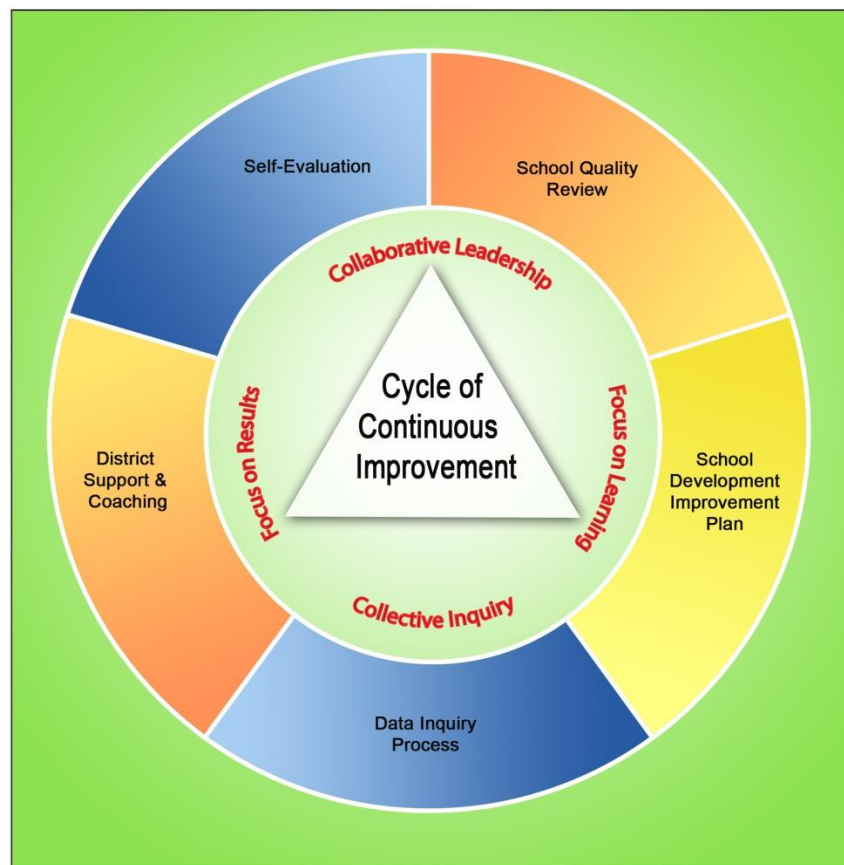 Self-Evaluation
School Quality
Review
Collaborative Leadership
Cycle of
Continuous
Improvement
Focus on Results
Focus on Learning
District
Support &
Coaching
School
Development
Improvement
Plan
Collective Inquiry
Data Inquiry
Process